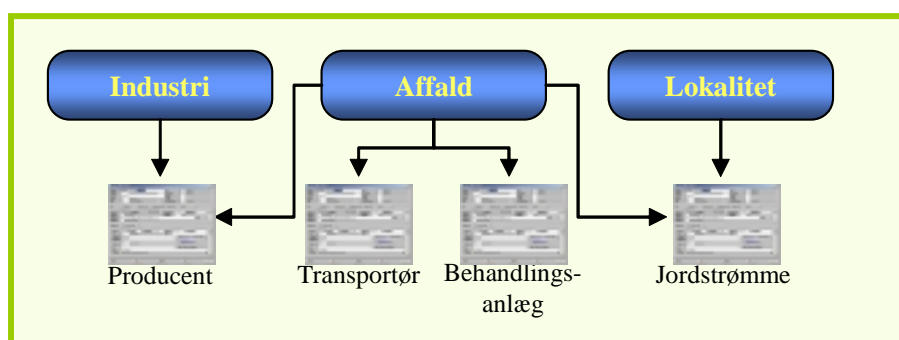 Industri
Affald
Lokalitet
Producent
Transportør
Behandlings-
anlæg
Jordstrømme